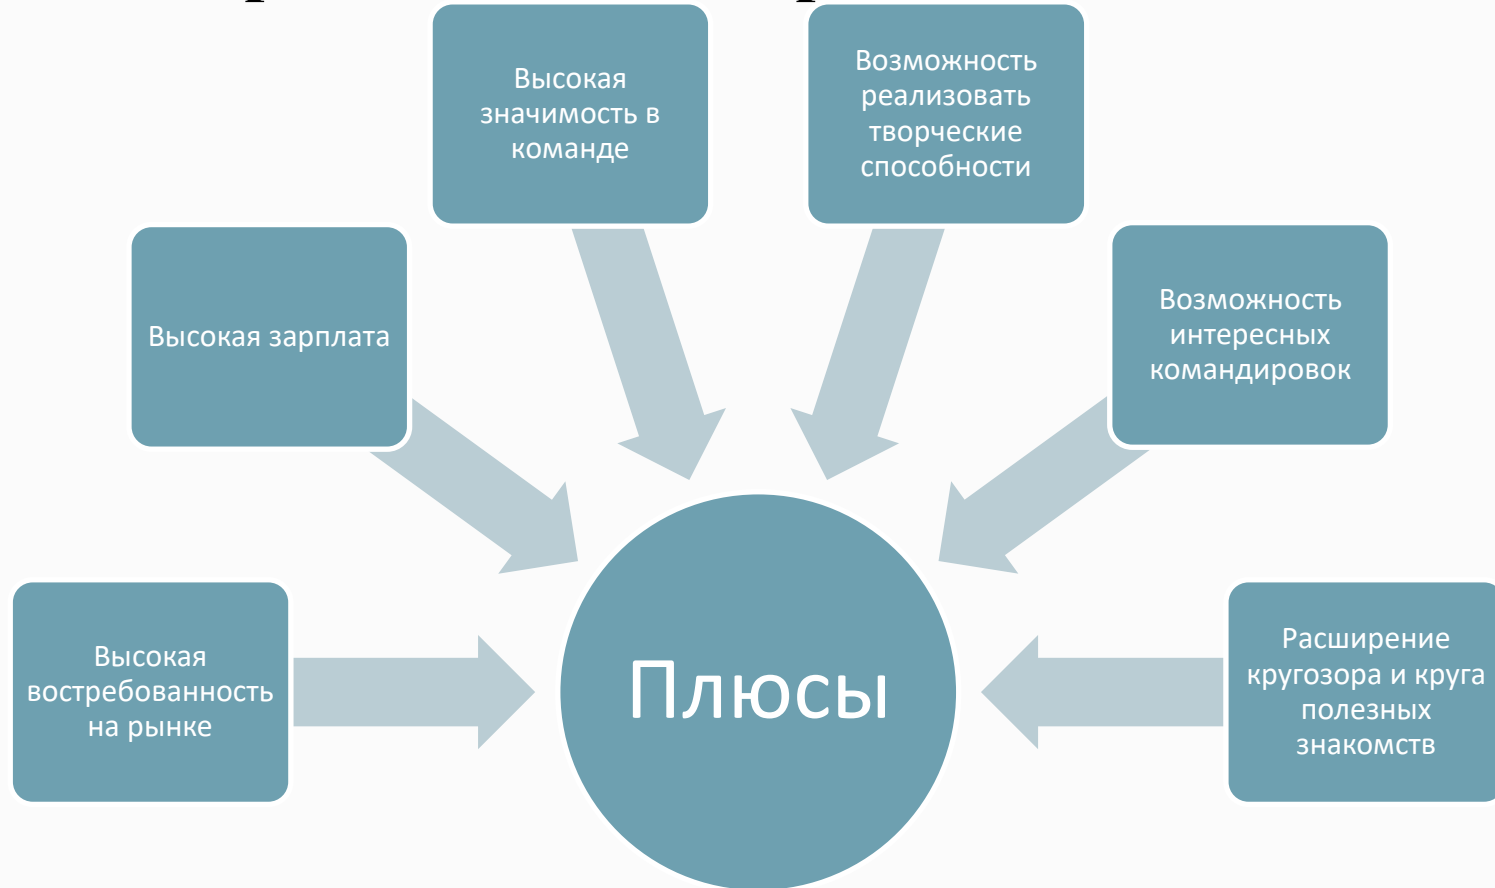 Высокая
значимость в
команде
Возможность
реализовать
творческие
способности
Высокая зарплата
Возможность
интересных
командировок
Высокая
востребованность
на рынке
Плюсы
Расширение
кругозора и круга
полезных
знакомств